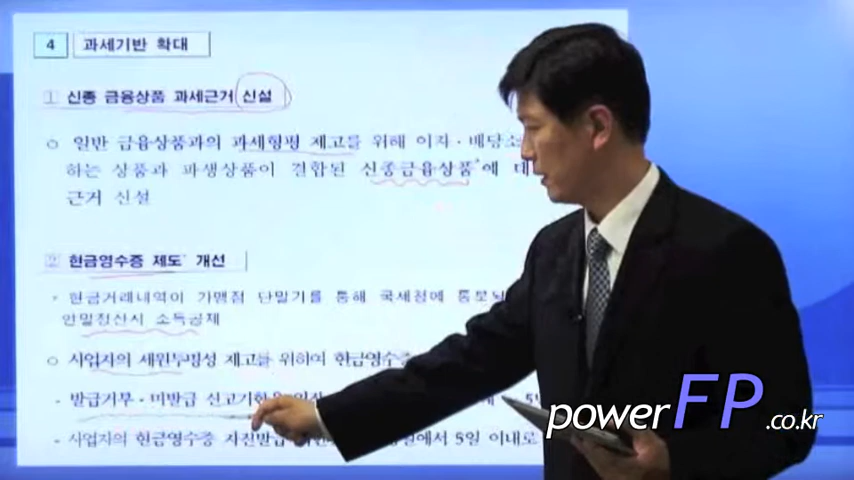 4 과세기반 확대
① 신종 금융상품 과세근거 신설
○ 일반 금융상품과의 과세형평 제고를 위해 이자·배당소
하는 상품과 파생상품이 결합된 신종금융상품*에 대
근거 신설
② 현금영수증 제도* 개선
* 현금거래내역이 가맹점 단말기를 통해 국세청에 통보되
연말정산시 소득공제
○ 사업자의 세원투명성 제고를 위하여 현금영수증
- 발급거부·미발급 신고기한을 5
- 사업자의 현금영수증 자진발급 에서 5일 이내로
powerFP.co.kr